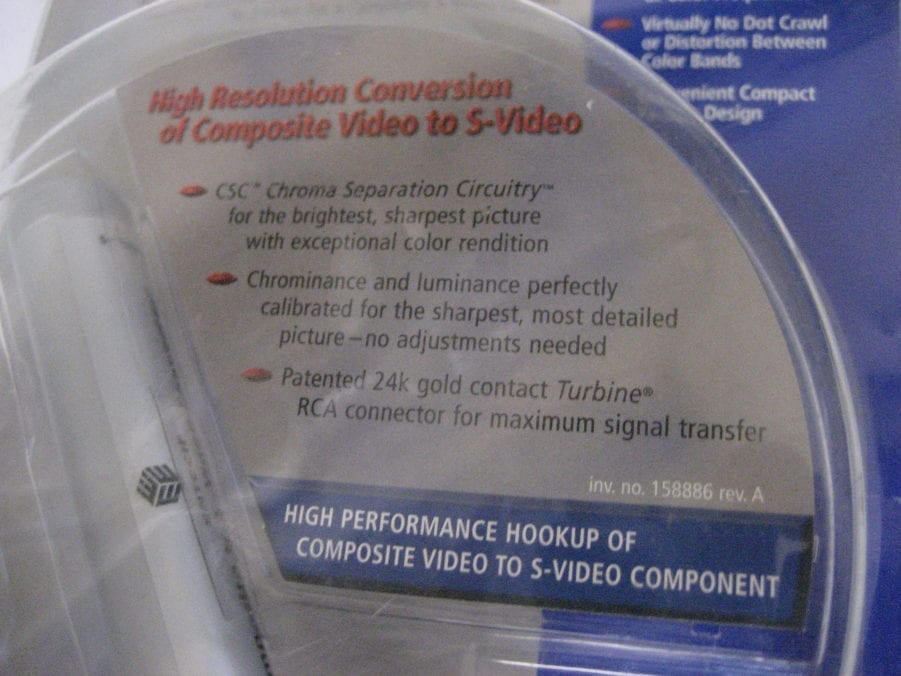 Virtually No Dot Crawl
or Distortion Between
Color Bands
Compact
Design
High Resolution Conversion
of Composite Video to S-Video
CSC™ Chroma Separation Circuitry™
for the brightest, sharpest picture
with exceptional color rendition
Chrominance and luminance perfectly
calibrated for the sharpest, most detailed
picture – no adjustments needed
Patented 24k gold contact Turbine®
RCA connector for maximum signal transfer
inv. no. 158886 rev. A
HIGH PERFORMANCE HOOKUP OF
COMPOSITE VIDEO TO S-VIDEO COMPONENT